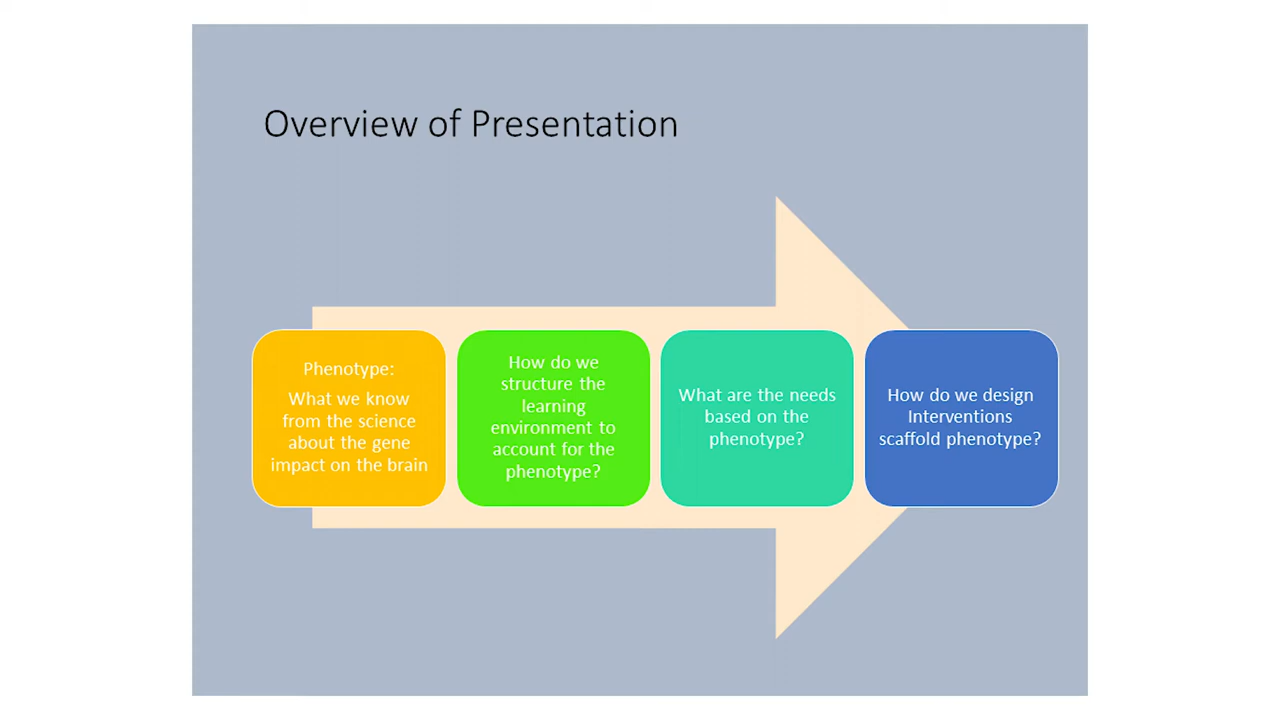 Overview of Presentation
Phenotype:
What we know
from the science
about the gene
impact on the brain
How do we
structure the
learning
environment to
account for the
phenotype?
What are the needs
based on the
phenotype?
How do we design
Interventions
scaffold phenotype?